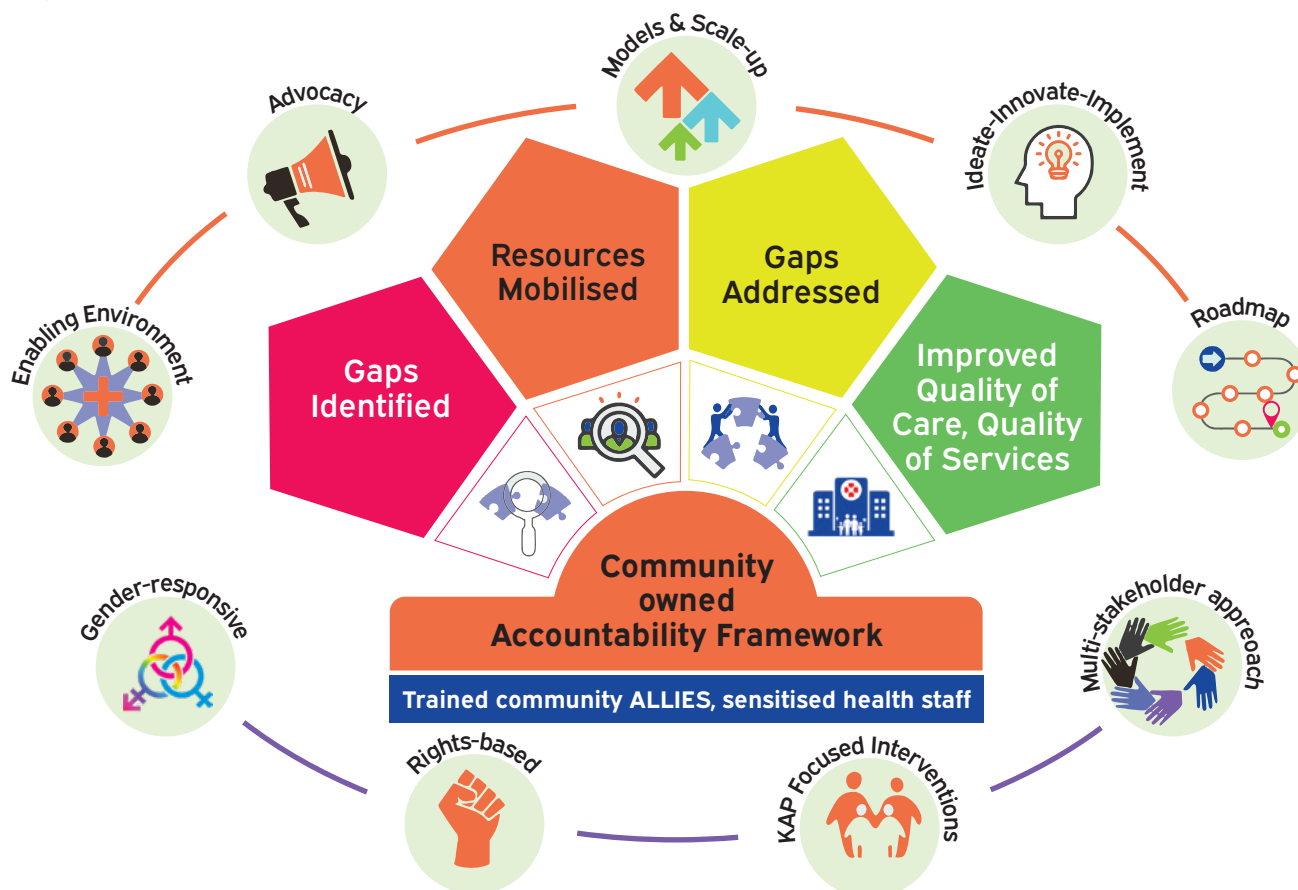 Models & Scale-up
Advocacy
Ideate-Innovate-Implement
Enabling Environment
Roadmap
Resources
Mobilised
Gaps
Addressed
Gaps
Identified
Improved
Quality of
Care, Quality
of Services
Community
owned
Accountability Framework
Trained community ALLIES, sensitised health staff
Gender-responsive
Multi-stakeholder appreoach
Rights-based
KAP Focused Interventions